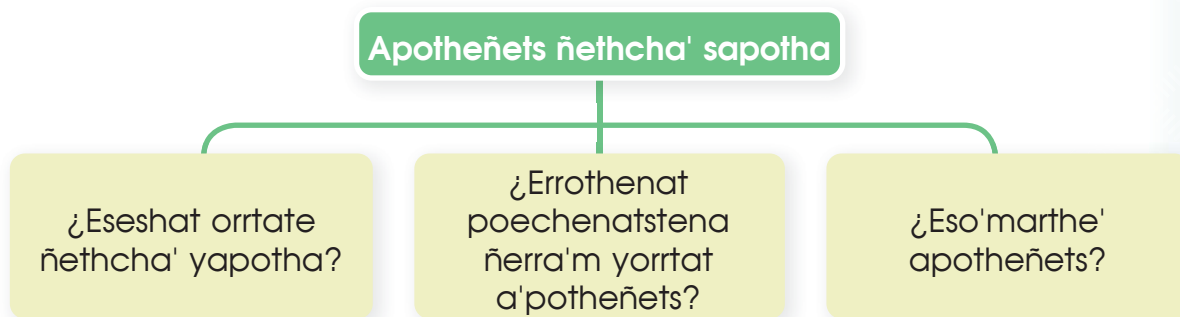 Apotheñets ñethcha' sapotha
¿Eseshat orrtate
ñethcha' yapotha?
¿Errothenat
poechenatstena
ñerra'm yorrtat
a'potheñets?
¿Eso'marthe'
apotheñets?